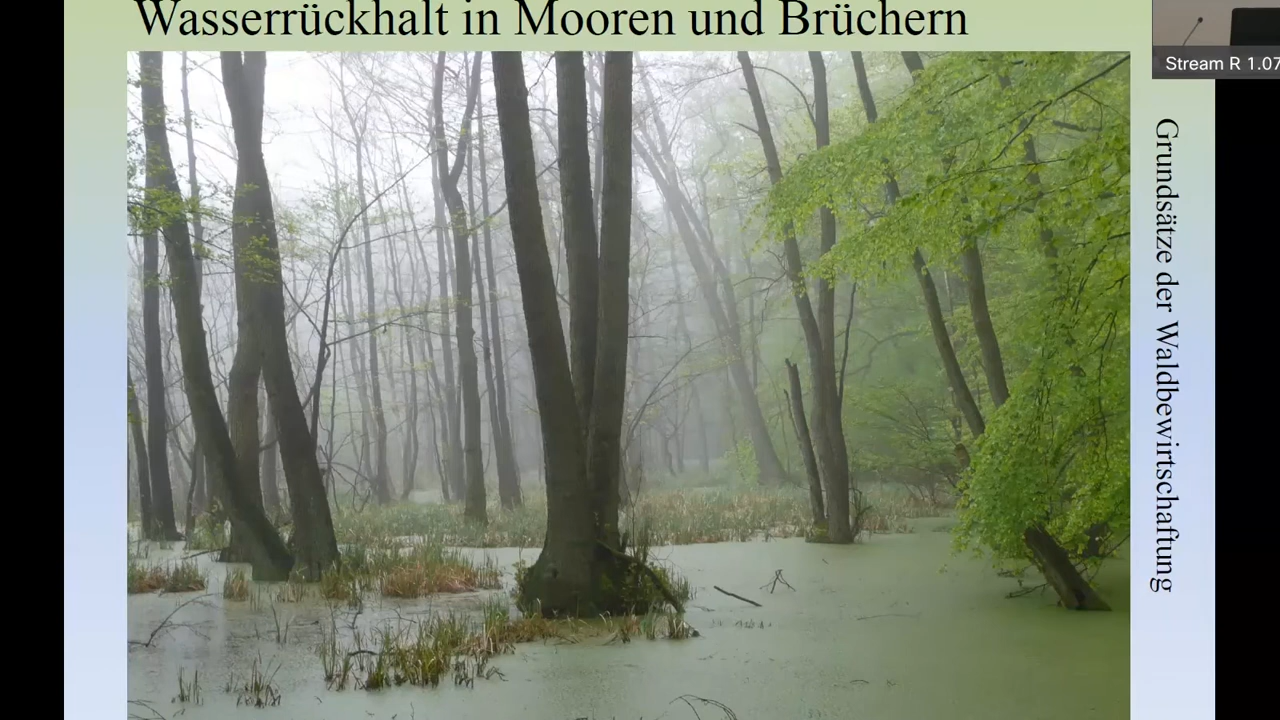 Wasserrückhalt in Mooren und Brüchern
Stream R 1.07
Grundsätze der Waldbewirtschaftung